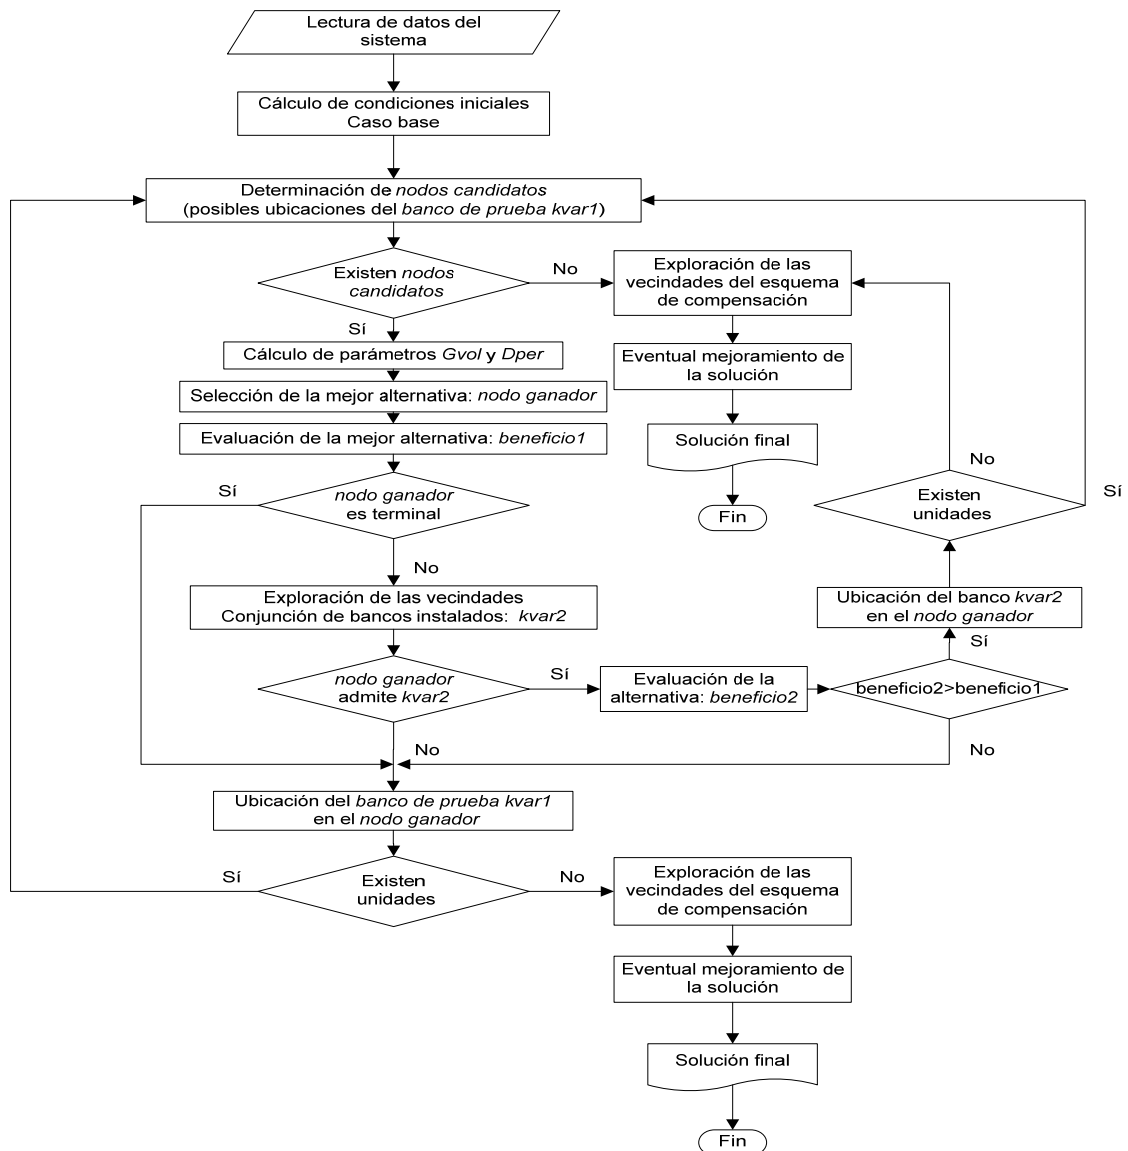 Lectura de datos del
sistema
Cálculo de condiciones iniciales
Caso base
Determinación de nodos candidatos
(posibles ubicaciones del banco de prueba kvar1)
Existen nodos
candidatos
No
Exploración de las
vecindades del esquema
de compensación
Sí
Cálculo de parámetros Gvol y Dper
Eventual mejoramiento de
la solución
Selección de la mejor alternativa: nodo ganador
Evaluación de la mejor alternativa: beneficio1
Solución final
Fin
Sí
nodo ganador
es terminal
No
Existen
unidades
Sí
No
Exploración de las vecindades
Conjunción de bancos instalados: kvar2
Ubicación del banco kvar2
en el nodo ganador
Sí
nodo ganador
admite kvar2
Sí
Evaluación de la
alternativa: beneficio2
beneficio2>beneficio1
No
No
Ubicación del banco de prueba kvar1
en el nodo ganador
Sí
Existen
unidades
No
Exploración de las
vecindades del esquema
de compensación
Eventual mejoramiento de
la solución
Solución final
Fin